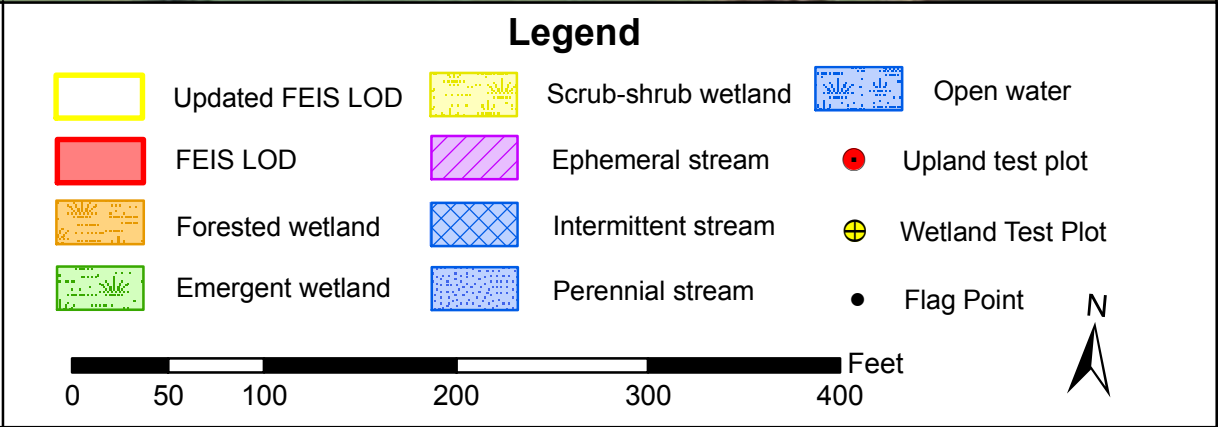 Legend
Updated FEIS LOD
FEIS LOD
Forested wetland
Emergent wetland
Scrub-shrub wetland
Ephemeral stream
Intermittent stream
Perennial stream
Open water
Upland test plot
Wetland Test Plot
Flag Point
N
Feet
0 50 100 200 300 400